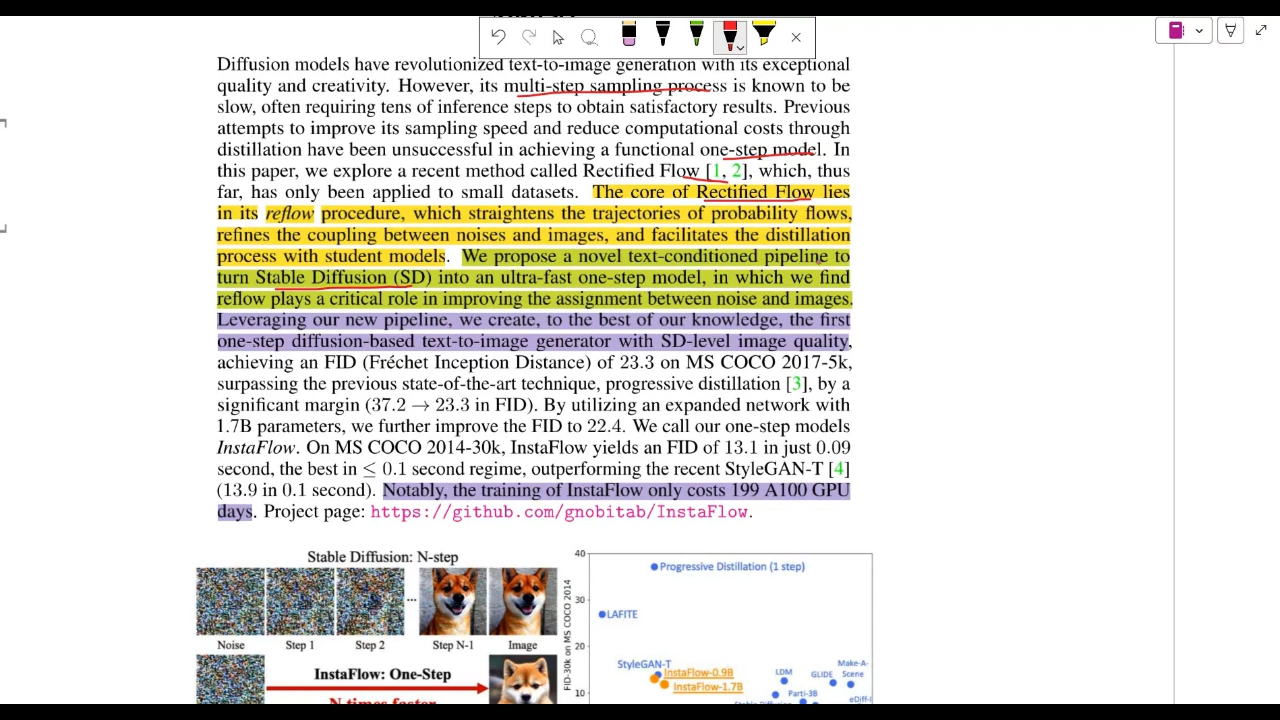 Diffusion models have revolutionized text-to-image generation with its exceptional
quality and creativity. However, its multi-step sampling process is known to be
slow, often requiring tens of inference steps to obtain satisfactory results. Previous
attempts to improve its sampling speed and reduce computational costs through
distillation have been unsuccessful in achieving a functional one-step model. In
this paper, we explore a recent method called Rectified Flow [1, 2], which, thus
far, has only been applied to small datasets. The core of Rectified Flow lies
in its reflow procedure, which straightens the trajectories of probability flows,
refines the coupling between noises and images, and facilitates the distillation
process with student models. We propose a novel text-conditioned pipeline to
turn Stable Diffusion (SD) into an ultra-fast one-step model, in which we find
reflow plays a critical role in improving the assignment between noise and images.
Leveraging our new pipeline, we create, to the best of our knowledge, the first
one-step diffusion-based text-to-image generator with SD-level image quality,
achieving an FID (Fréchet Inception Distance) of 23.3 on MS COCO 2017-5k,
surpassing the previous state-of-the-art technique, progressive distillation [3], by a
significant margin (37.2 → 23.3 in FID). By utilizing an expanded network with
1.7B parameters, we further improve the FID to 22.4. We call our one-step models
InstaFlow. On MS COCO 2014-30k, InstaFlow yields an FID of 13.1 in just 0.09
second, the best in ≤ 0.1 second regime, outperforming the recent StyleGAN-T [4]
(13.9 in 0.1 second). Notably, the training of InstaFlow only costs 199 A100 GPU
days. Project page: https://github.com/gnobitab/InstaFlow.
Stable Diffusion: N-step
...
Noise Step 1 Step 2 Step N-1 Image
InstaFlow: One-Step
N-times faster
FID-30k on MS COCO 2014
40
30
20
10
Progressive Distillation (1 step)
LAFITE
StyleGAN-T
InstaFlow-0.9B
InstaFlow-1.7B
LDM
GLIDE
Make-A-
Scene
Parti-3B
eDiff-I
Stable Diffusion